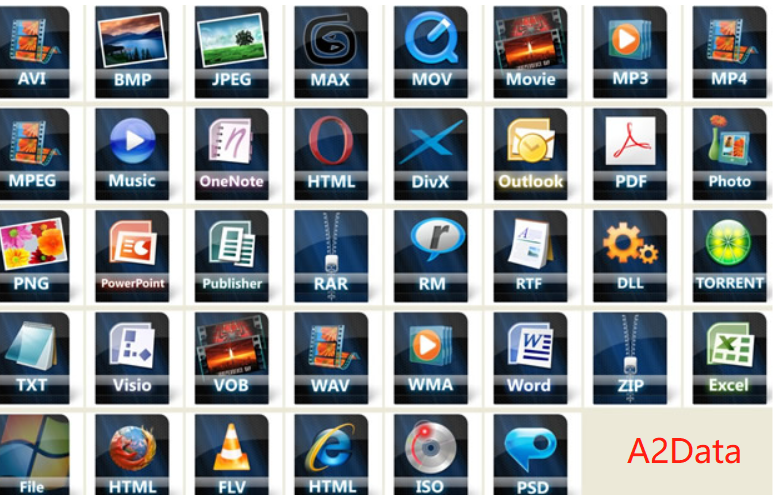 AVI BMP JPEG MAX MOV Movie MP3 MP4
MPEG Music OneNote HTML DivX Outlook PDF Photo
PNG PowerPoint Publisher RAR RM RTF DLL TORRENT
TXT Visio VOB WAV WMA Word ZIP Excel
File HTML FLV HTML ISO PSD
A2Data